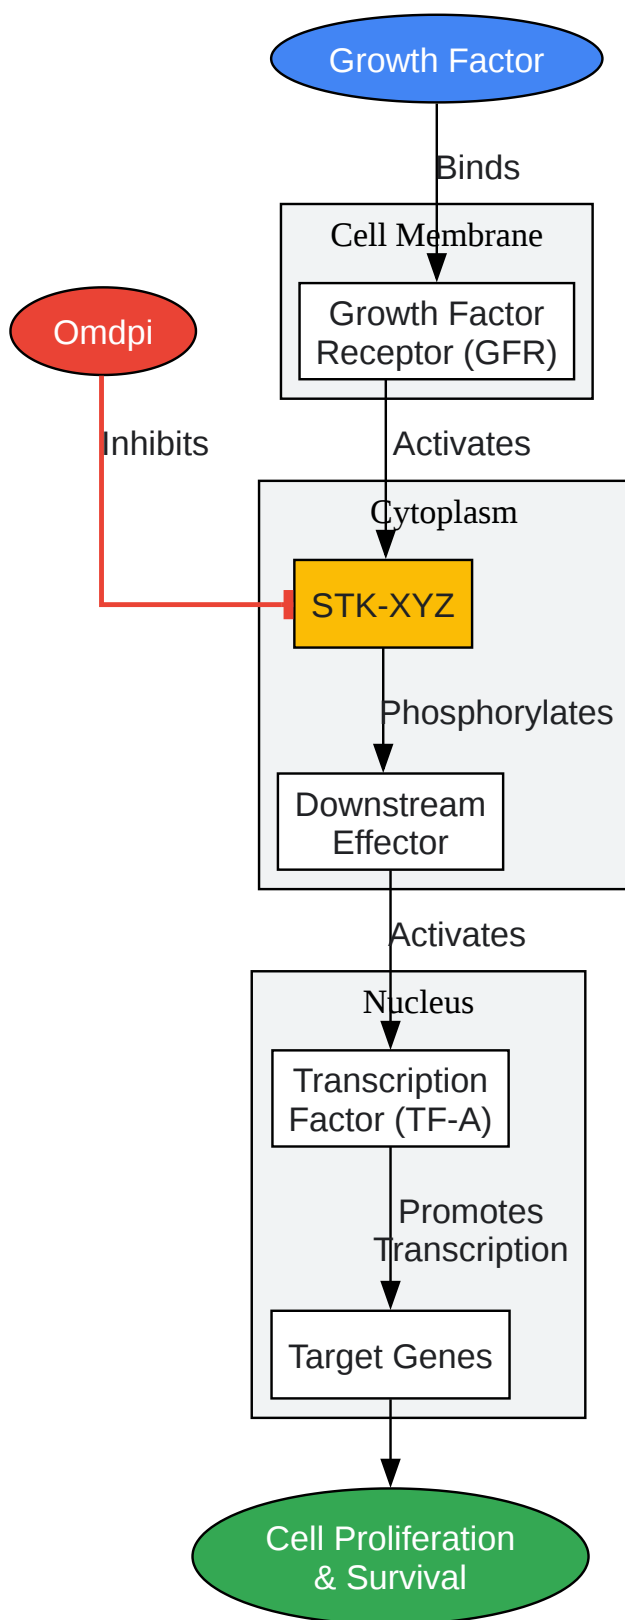 Growth Factor
Binds
Cell Membrane
Growth Factor
Receptor (GFR)
Omdpi
Inhibits
Activates
Cytoplasm
STK-XYZ
Phosphorylates
Downstream
Effector
Activates
Nucleus
Transcription
Factor (TF-A)
Promotes
Transcription
Target Genes
Cell Proliferation
& Survival